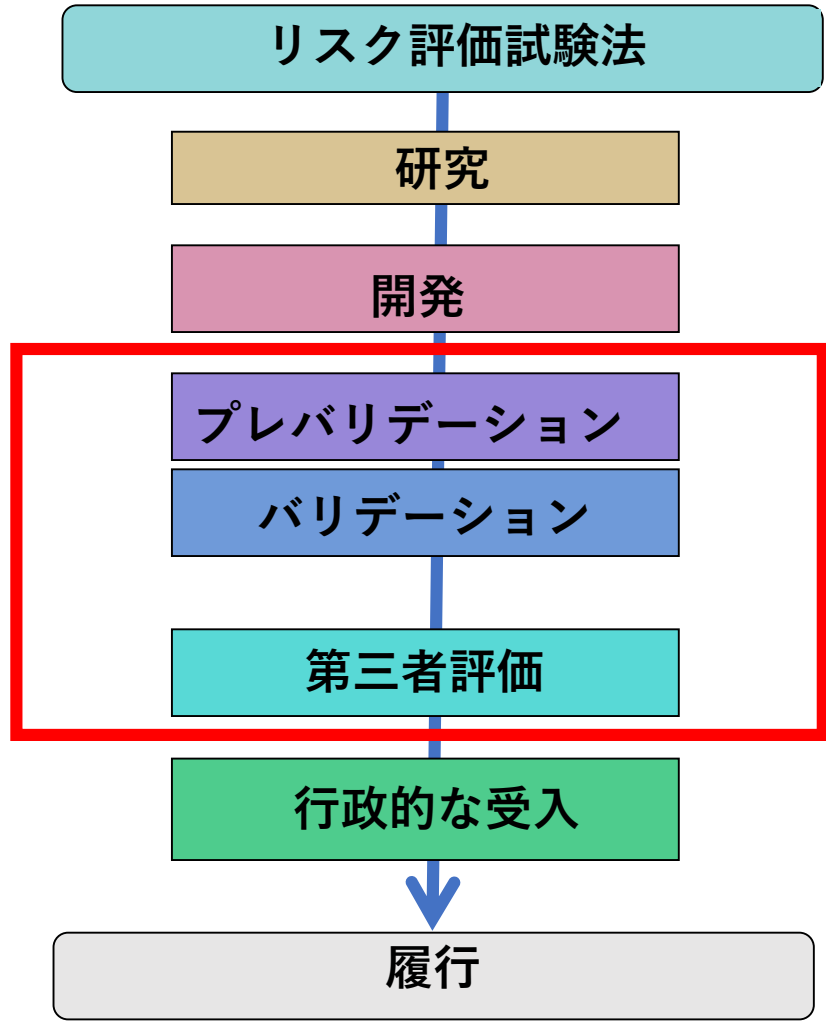 リスク評価試験法
研究
開発
プレバリデーション
バリデーション
第三者評価
行政的な受入
履行